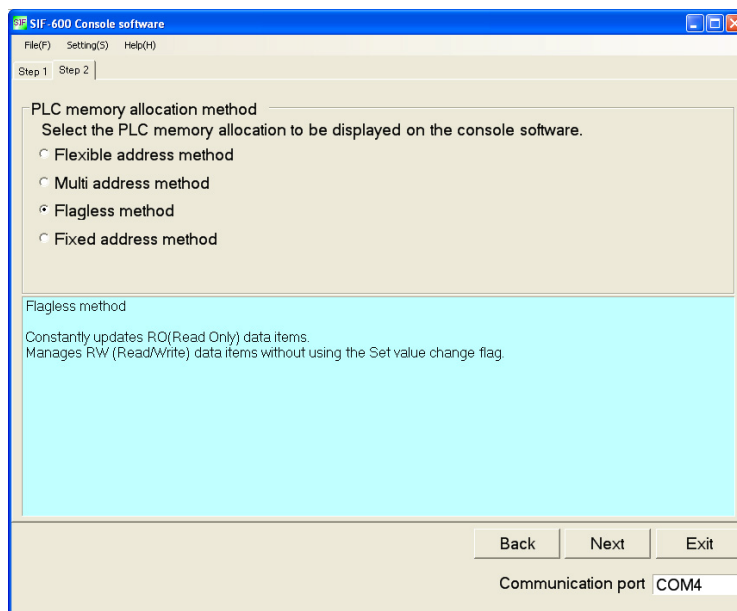 SIF SIF-600 Console software
File(F) Setting(S) Help(H)
Step 1 Step 2
PLC memory allocation method
Select the PLC memory allocation to be displayed on the console software.
Flexible address method
Multi address method
Flagless method
Fixed address method
Flagless method
Constantly updates RO(Read Only) data items.
Manages RW (Read/Write) data items without using the Set value change flag.
Back Next Exit
Communication port COM4